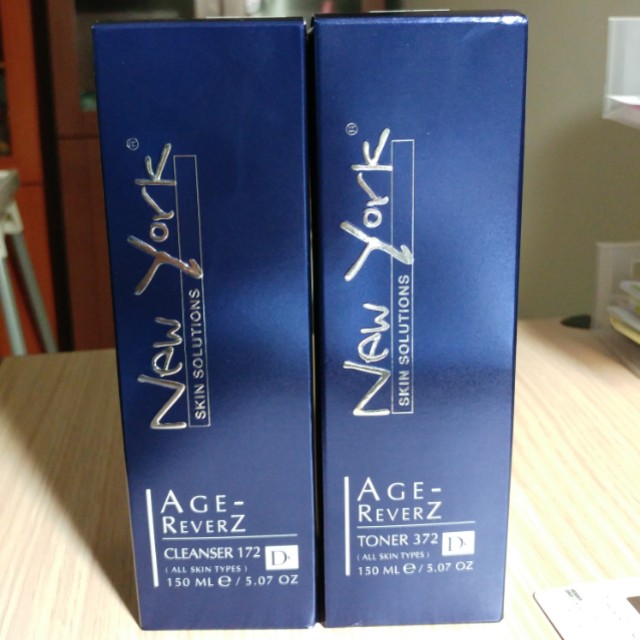 New York®
SKIN SOLUTIONS
AGE-
REVERZ
CLEANSER 172
( ALL SKIN TYPES )
150 ML ℮ / 5.07 OZ
D
New York®
SKIN SOLUTIONS
AGE-
REVERZ
TONER 372
( ALL SKIN TYPES )
150 ML ℮ / 5.07 OZ
D